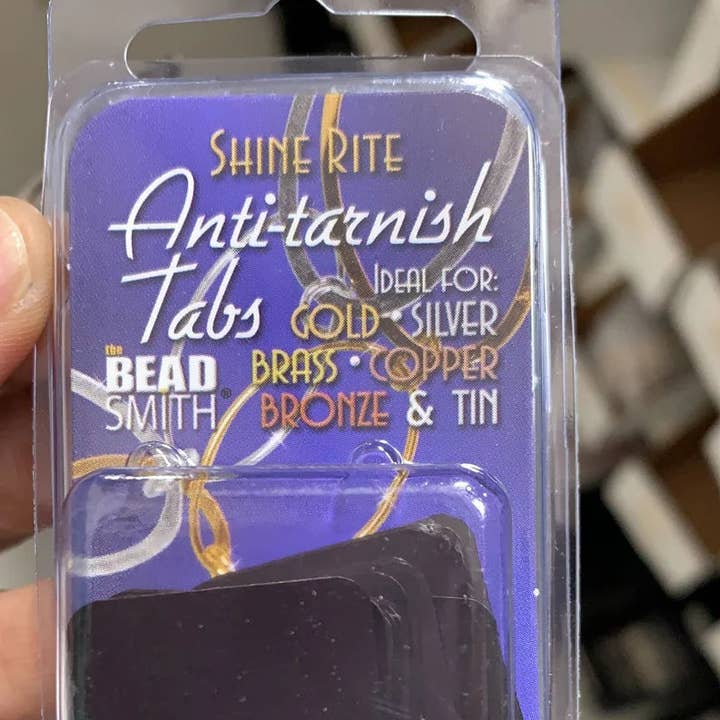 SHINE RITE
Anti-tarnish
Tabs
IDEAL FOR:
GOLD • SILVER
BRASS • COPPER
BRONZE & TIN
the
BEAD
SMITH®